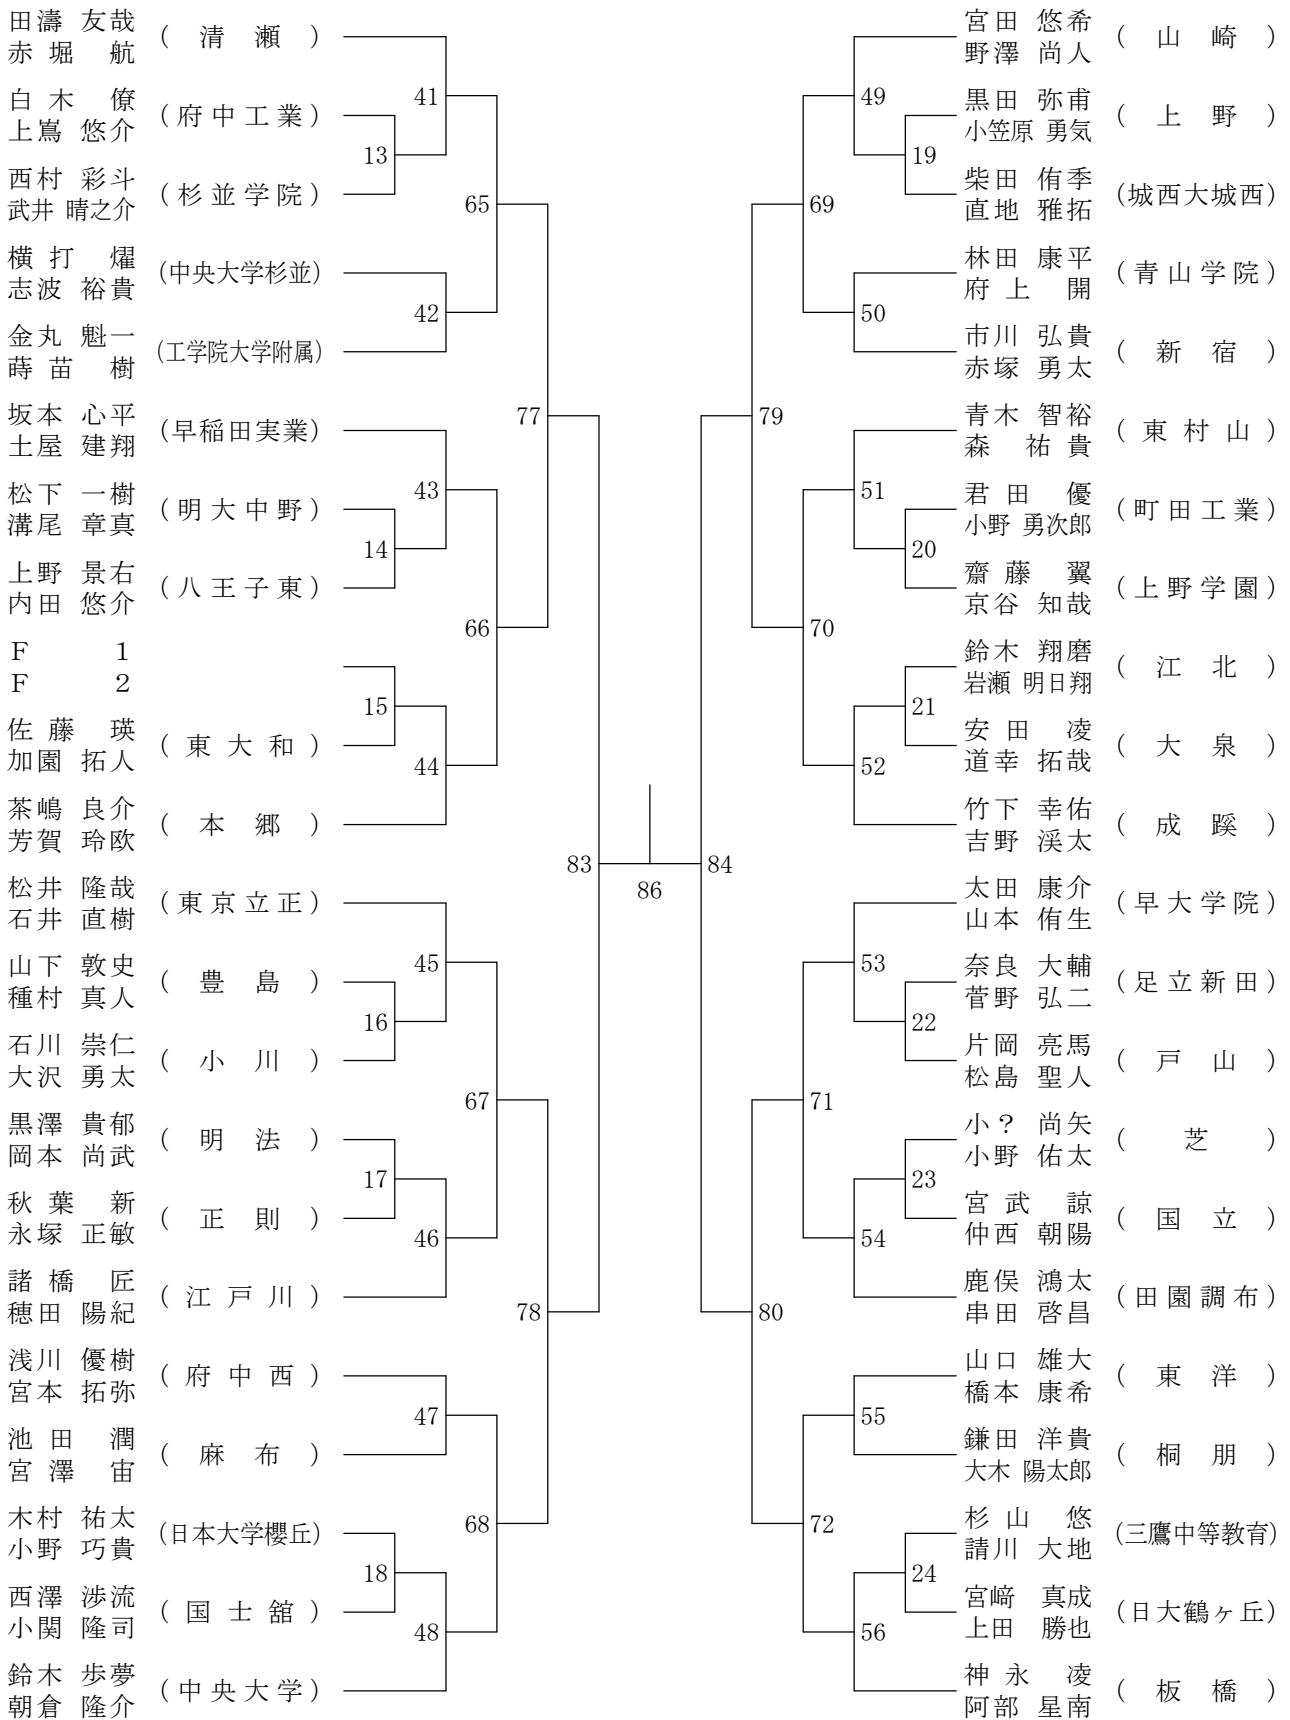 田濤 友哉
赤堀 航
( 清 瀬 )
白木 僚
上嶌 悠介
(府中工業)
西村 彩斗
武井 晴之介
(杉並学院)
横打 燿
志波 裕貴
(中央大学杉並)
金丸 魁一
蒔苗 樹
(工学院大学附属)
坂本 心平
土屋 建翔
(早稲田実業)
松下 一樹
溝尾 章真
(明大中野)
上野 景右
内田 悠介
(八王子東)
F 1
F 2
佐藤 瑛
加園 拓人
(東大和)
茶嶋 良介
芳賀 玲欧
( 本 郷 )
松井 隆哉
石井 直樹
(東京立正)
山下 敦史
種村 真人
( 豊 島 )
石川 崇仁
大沢 勇太
( 小 川 )
黒澤 貴郁
岡本 尚武
( 明 法 )
秋葉 新
永塚 正敏
( 正 則 )
諸橋 匠
穂田 陽紀
(江戸川)
浅川 優樹
宮本 拓弥
(府中西)
池田 潤
宮澤 宙
( 麻 布 )
木村 祐太
小野 巧貴
(日本大学櫻丘)
西澤 渉流
小関 隆司
(国士舘)
鈴木 歩夢
朝倉 隆介
(中央大学)
13
14
15
16
17
18
41
42
43
44
45
46
47
48
65
66
67
68
77
78
83
86
84
79
80
69
70
71
72
49
50
51
52
53
54
55
56
19
20
21
22
23
24
宮田 悠希
野澤 尚人
( 山 崎 )
黒田 弥甫
小笠原 勇気
( 上 野 )
柴田 侑季
直地 雅拓
(城西大城西)
林田 康平
府上 開
(青山学院)
市川 弘貴
赤塚 勇太
( 新 宿 )
青木 智裕
森 祐貴
(東村山)
君田 優
小野 勇次郎
(町田工業)
齋藤 翼
京谷 知哉
(上野学園)
鈴木 翔磨
岩瀬 明日翔
( 江 北 )
安田 凌
道幸 拓哉
( 大 泉 )
竹下 幸佑
吉野 渓太
( 成 蹊 )
太田 康介
山本 侑生
(早大学院)
奈良 大輔
菅野 弘二
(足立新田)
片岡 亮馬
松島 聖人
( 戸 山 )
小？ 尚矢
小野 佑太
( 芝 )
宮武 諒
仲西 朝陽
( 国 立 )
鹿俣 鴻太
串田 啓昌
(田園調布)
山口 雄大
橋本 康希
( 東 洋 )
鎌田 洋貴
大木 陽太郎
( 桐 朋 )
杉山 悠
請川 大地
(三鷹中等教育)
宮﨑 真成
上田 勝也
(日大鶴ヶ丘)
神永 凌
阿部 星南
( 板 橋 )